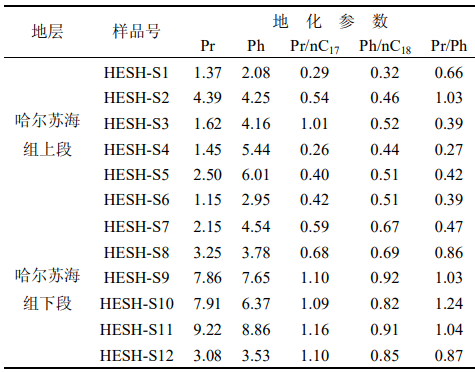 地层 样品号 地 化 参 数
Pr Ph Pr/nC17 Ph/nC18 Pr/Ph
HESH-S1 1.37 2.08 0.29 0.32 0.66
HESH-S2 4.39 4.25 0.54 0.46 1.03
哈尔苏海 HESH-S3 1.62 4.16 1.01 0.52 0.39
组上段 HESH-S4 1.45 5.44 0.26 0.44 0.27
HESH-S5 2.50 6.01 0.40 0.51 0.42
HESH-S6 1.15 2.95 0.42 0.51 0.39
HESH-S7 2.15 4.54 0.59 0.67 0.47
HESH-S8 3.25 3.78 0.68 0.69 0.86
哈尔苏海 HESH-S9 7.86 7.65 1.10 0.92 1.03
组下段 HESH-S10 7.91 6.37 1.09 0.82 1.24
HESH-S11 9.22 8.86 1.16 0.91 1.04
HESH-S12 3.08 3.53 1.10 0.85 0.87